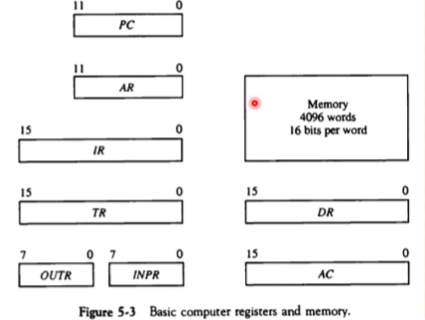 11 0
PC
11 0
AR
Memory
4096 words
16 bits per word
15 0
IR
15 0
TR
15 0
DR
7 0 7 0
OUTR INPR
15 0
AC
Figure 5-3 Basic computer registers and memory.